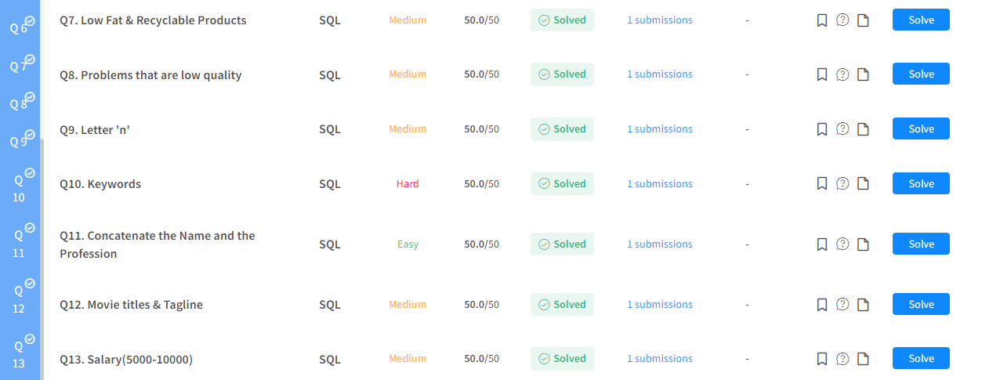 Q 6
Q 7
Q 8
Q 9
Q
10
Q
11
Q
12
Q
13
Q7. Low Fat & Recyclable Products SQL Medium 50.0/50 Solved 1 submissions - Solve
Q8. Problems that are low quality SQL Medium 50.0/50 Solved 1 submissions - Solve
Q9. Letter 'n' SQL Medium 50.0/50 Solved 1 submissions - Solve
Q10. Keywords SQL Hard 50.0/50 Solved 1 submissions - Solve
Q11. Concatenate the Name and the
Profession SQL Easy 50.0/50 Solved 1 submissions - Solve
Q12. Movie titles & Tagline SQL Medium 50.0/50 Solved 1 submissions - Solve
Q13. Salary(5000-10000) SQL Medium 50.0/50 Solved 1 submissions - Solve